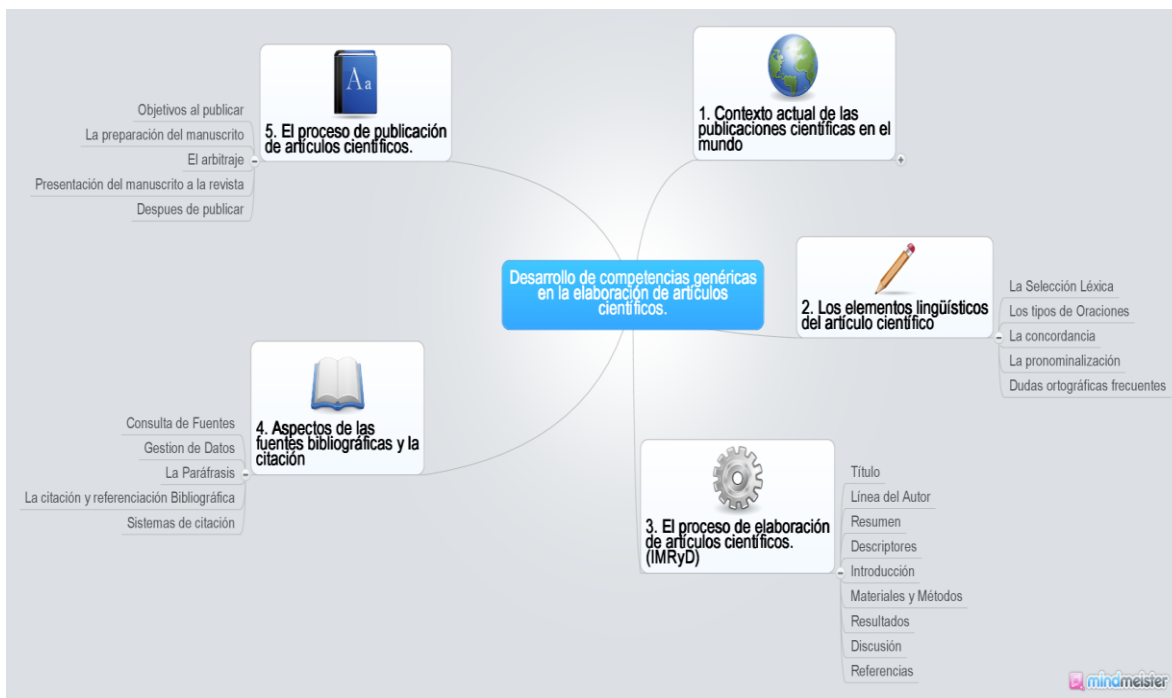 Desarrollo de competencias genéricas
en la elaboración de artículos
científicos.
1. Contexto actual de las
publicaciones científicas en el
mundo
2. Los elementos lingüísticos
del artículo científico
La Selección Léxica
Los tipos de Oraciones
La concordancia
La pronominalización
Dudas ortográficas frecuentes
3. El proceso de elaboración
de artículos científicos.
(IMRyD)
Título
Línea del Autor
Resumen
Descriptores
Introducción
Materiales y Métodos
Resultados
Discusión
Referencias
4. Aspectos de las
fuentes bibliográficas y la
citación
Consulta de Fuentes
Gestion de Datos
La Paráfrasis
La citación y referenciación Bibliográfica
Sistemas de citación
Aa
5. El proceso de publicación
de artículos científicos.
Objetivos al publicar
La preparación del manuscrito
El arbitraje
Presentación del manuscrito a la revista
Despues de publicar
mindmeister